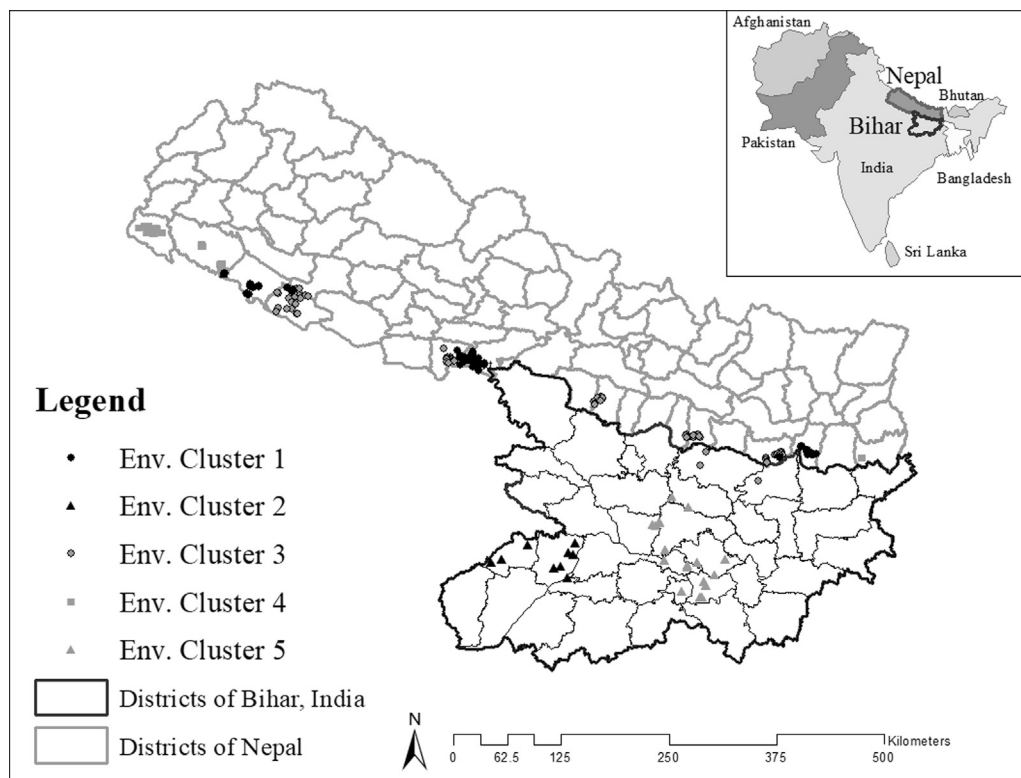 Afghanistan
Nepal
Bhutan
Bihar
Pakistan
India
Bangladesh
Sri Lanka
Legend
Env. Cluster 1
Env. Cluster 2
Env. Cluster 3
Env. Cluster 4
Env. Cluster 5
Districts of Bihar, India
Districts of Nepal
N
Kilometers
0 62.5 125 250 375 500